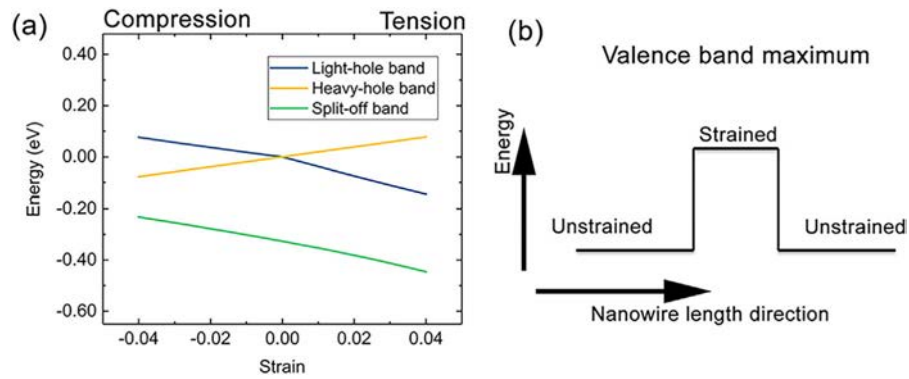 (a)
Compression
Tension
0.40
0.20
0.00
-0.20
-0.40
-0.60
Energy (eV)
Light-hole band
Heavy-hole band
Split-off band
-0.04
-0.02
0.00
0.02
0.04
Strain
(b)
Valence band maximum
Energy
Strained
Unstrained
Unstrained
Nanowire length direction